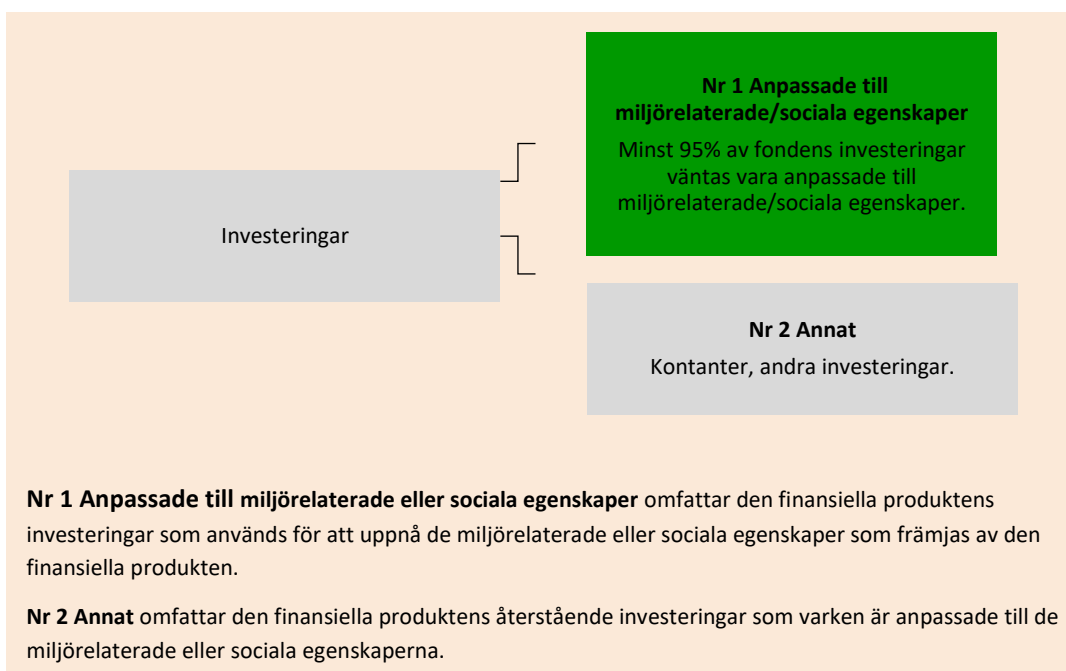 Nr 1 Anpassade till
miljörelaterade/sociala egenskaper
Minst 95% av fondens investeringar
väntas vara anpassade till
miljörelaterade/sociala egenskaper.
Investeringar
Nr 2 Annat
Kontanter, andra investeringar.
Nr 1 Anpassade till miljörelaterade eller sociala egenskaper omfattar den finansiella produktens
investeringar som används för att uppnå de miljörelaterade eller sociala egenskaper som främjas av den
finansiella produkten.
Nr 2 Annat omfattar den finansiella produktens återstående investeringar som varken är anpassade till de
miljörelaterade eller sociala egenskaperna.